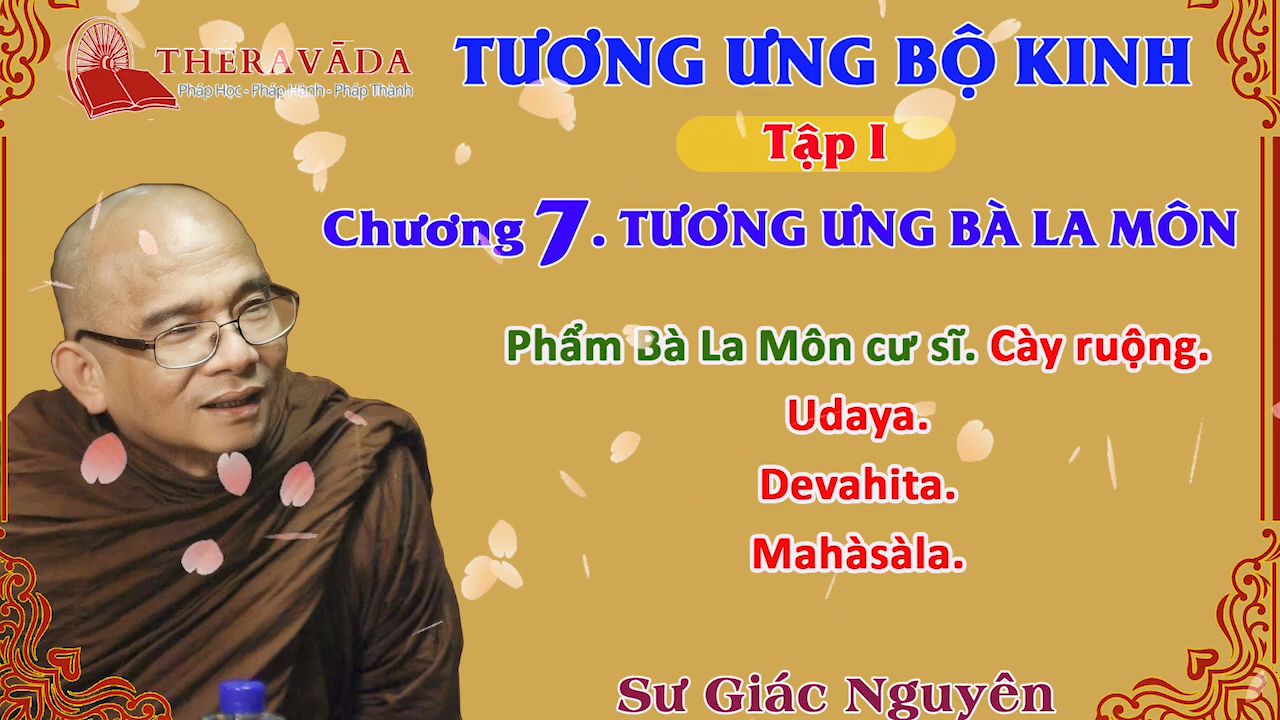 THERAVĀDA
Pháp Học - Pháp Hành - Pháp Thành
TƯƠNG ƯNG BỘ KINH
Tập I
Chương 7. TƯƠNG ƯNG BÀ LA MÔN
Phẩm Bà La Môn cư sĩ. Cày ruộng.
Udaya.
Devahita.
Mahàsàla.
Sư Giác Nguyên